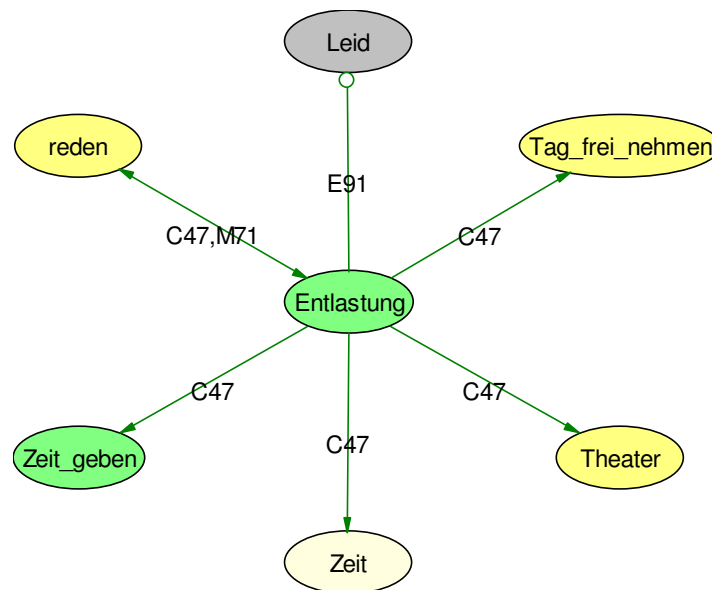 Leid
reden
Tag_frei_nehmen
E91
C47,M71
C47
Entlastung
C47
C47
C47
Zeit_geben
Theater
Zeit